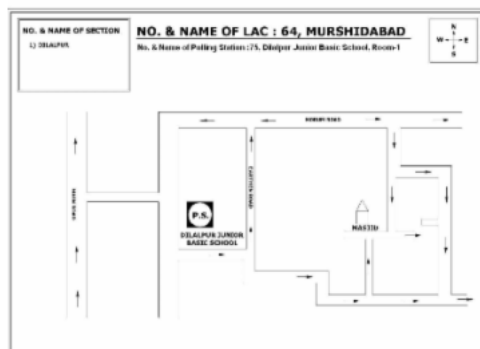 NO. & NAME OF SECTION
1) DILALPUR
NO. & NAME OF LAC : 64, MURSHIDABAD
No. & Name of Polling Station :75, Dilalpur Junior Basic School, Room-1
N
W
E
S
P.S.
DILALPUR JUNIOR
BASIC SCHOOL
MASJID